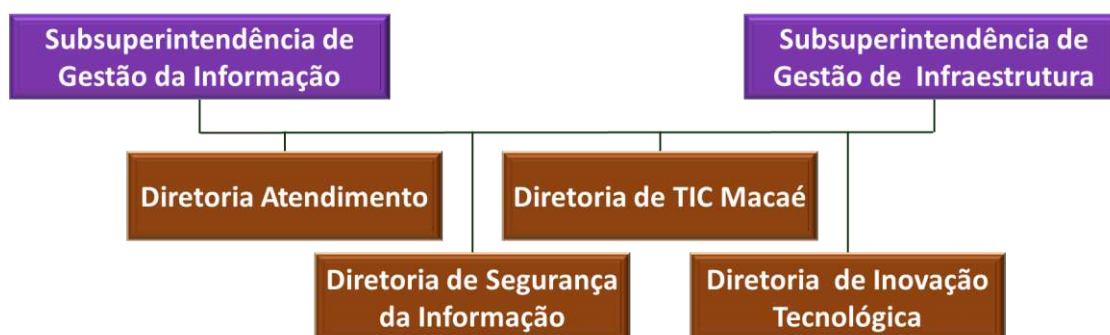 Subsuperintendência de
Gestão da Informação
Subsuperintendência de
Gestão de Infraestrutura
Diretoria Atendimento
Diretoria de TIC Macaé
Diretoria de Segurança
da Informação
Diretoria de Inovação
Tecnológica